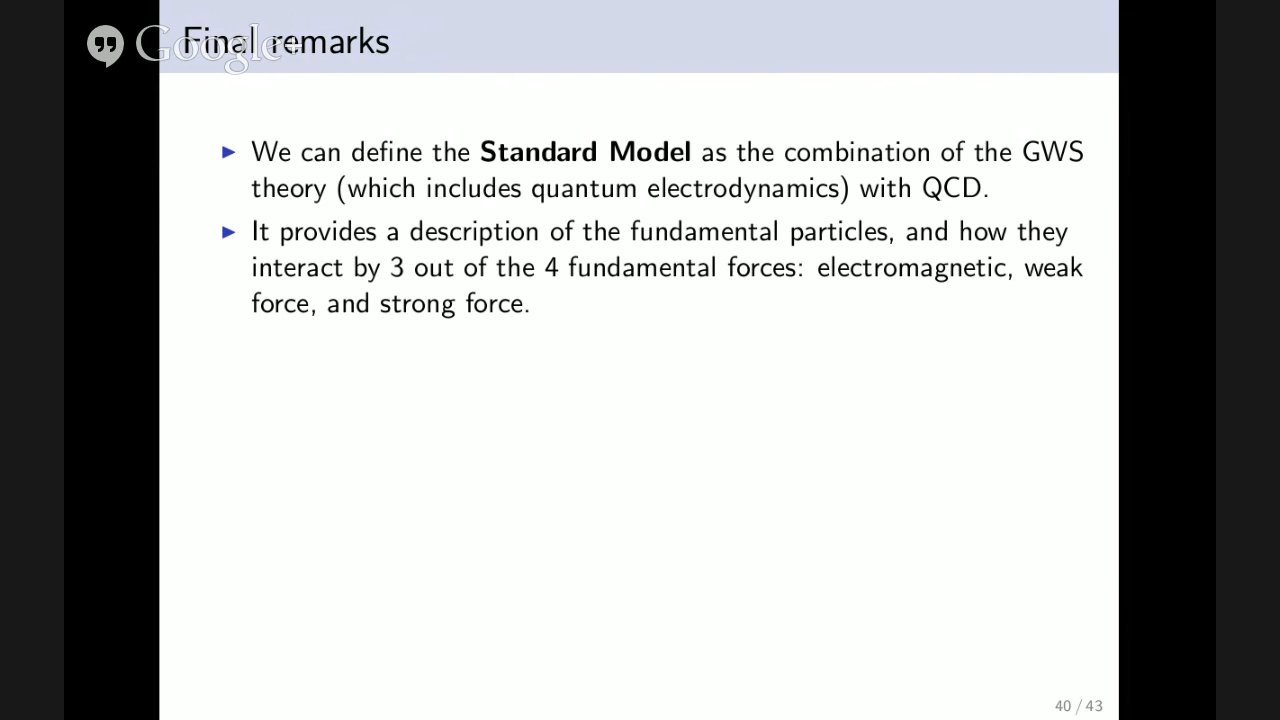 Google+
Final remarks
▶ We can define the Standard Model as the combination of the GWS
theory (which includes quantum electrodynamics) with QCD.
▶ It provides a description of the fundamental particles, and how they
interact by 3 out of the 4 fundamental forces: electromagnetic, weak
force, and strong force.
40 / 43